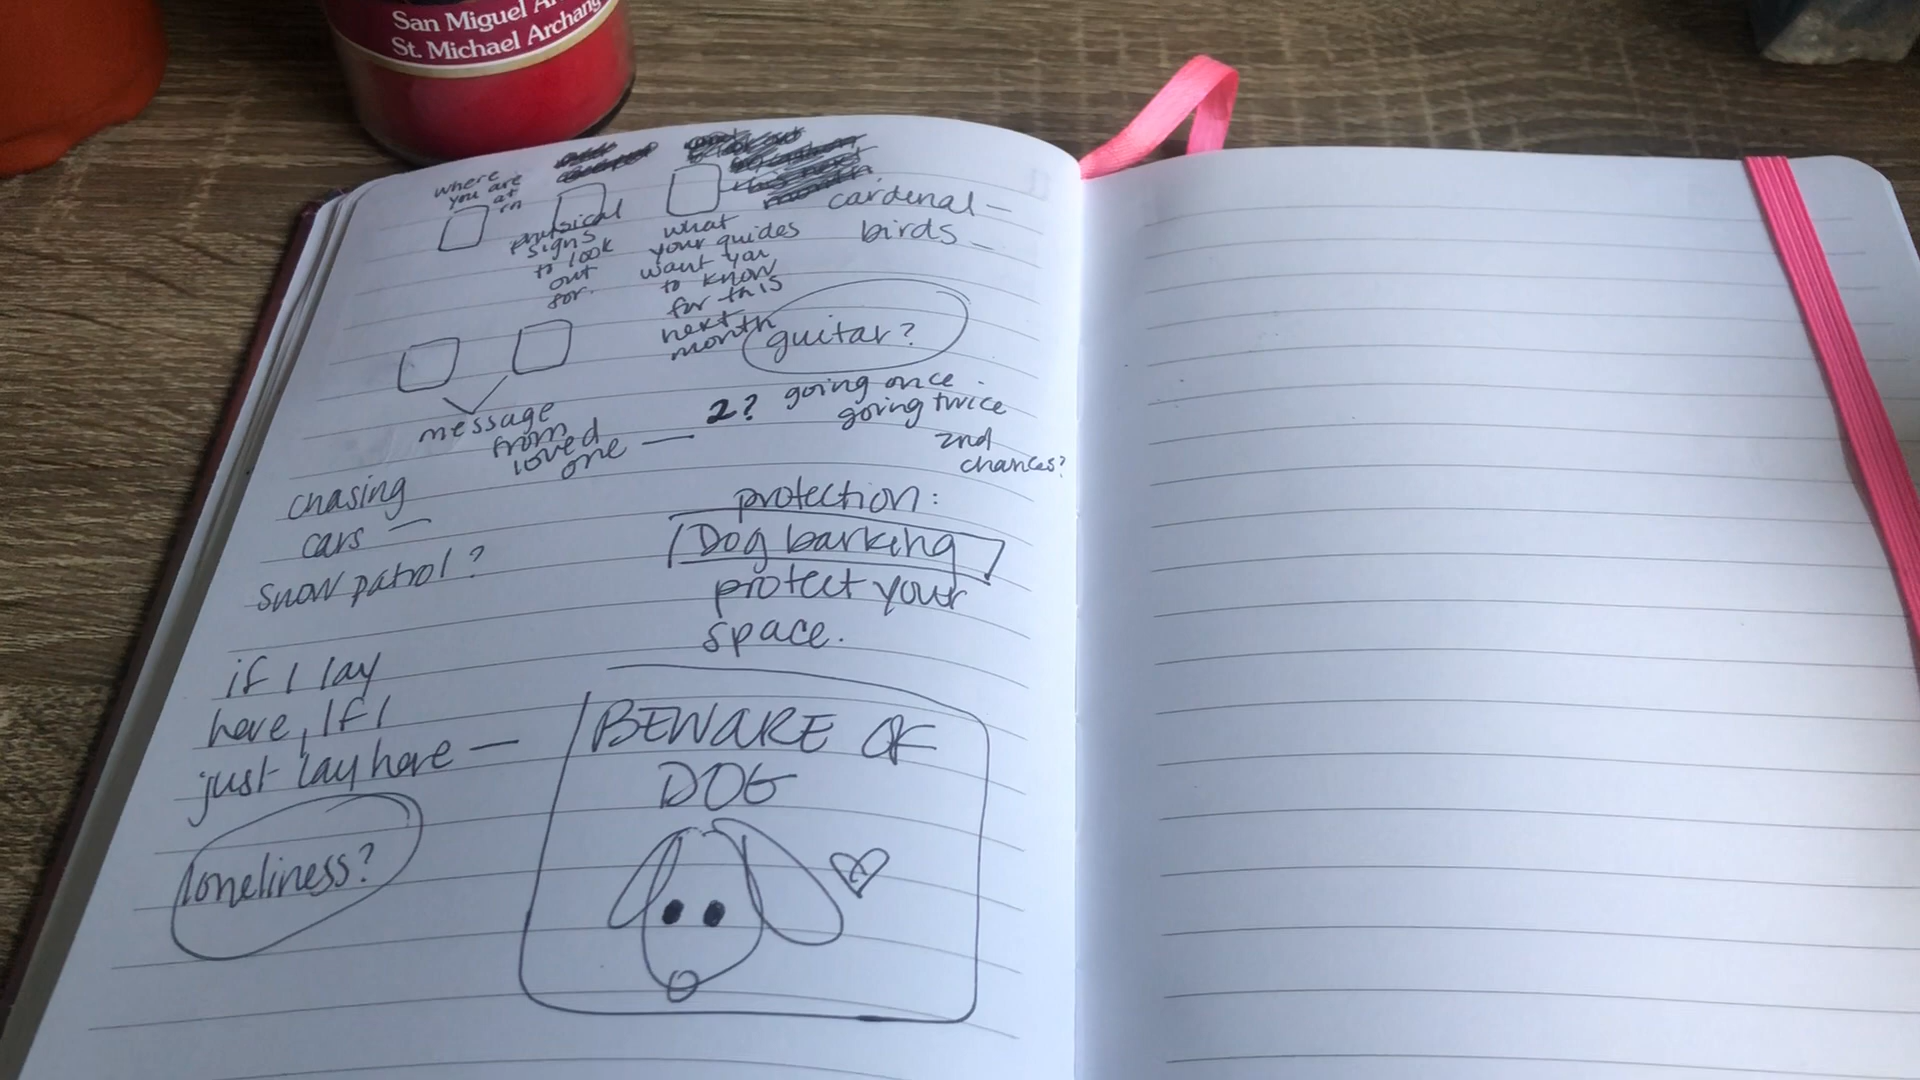 San Miguel A
St. Michael Archang
where
you are
at
rn
physical
signs
to look
out
for.
what
your guides
want you
to know
for this
next
month
cardenal –
birds –
guitar?
message
from
loved
one —
2?
going once
going twice
2nd
chances?
chasing
cars –
snow patrol?
if I lay
here, If I
just lay here —
loneliness?
protection:
Dog barking
protect your
space.
BEWARE OF
DOG